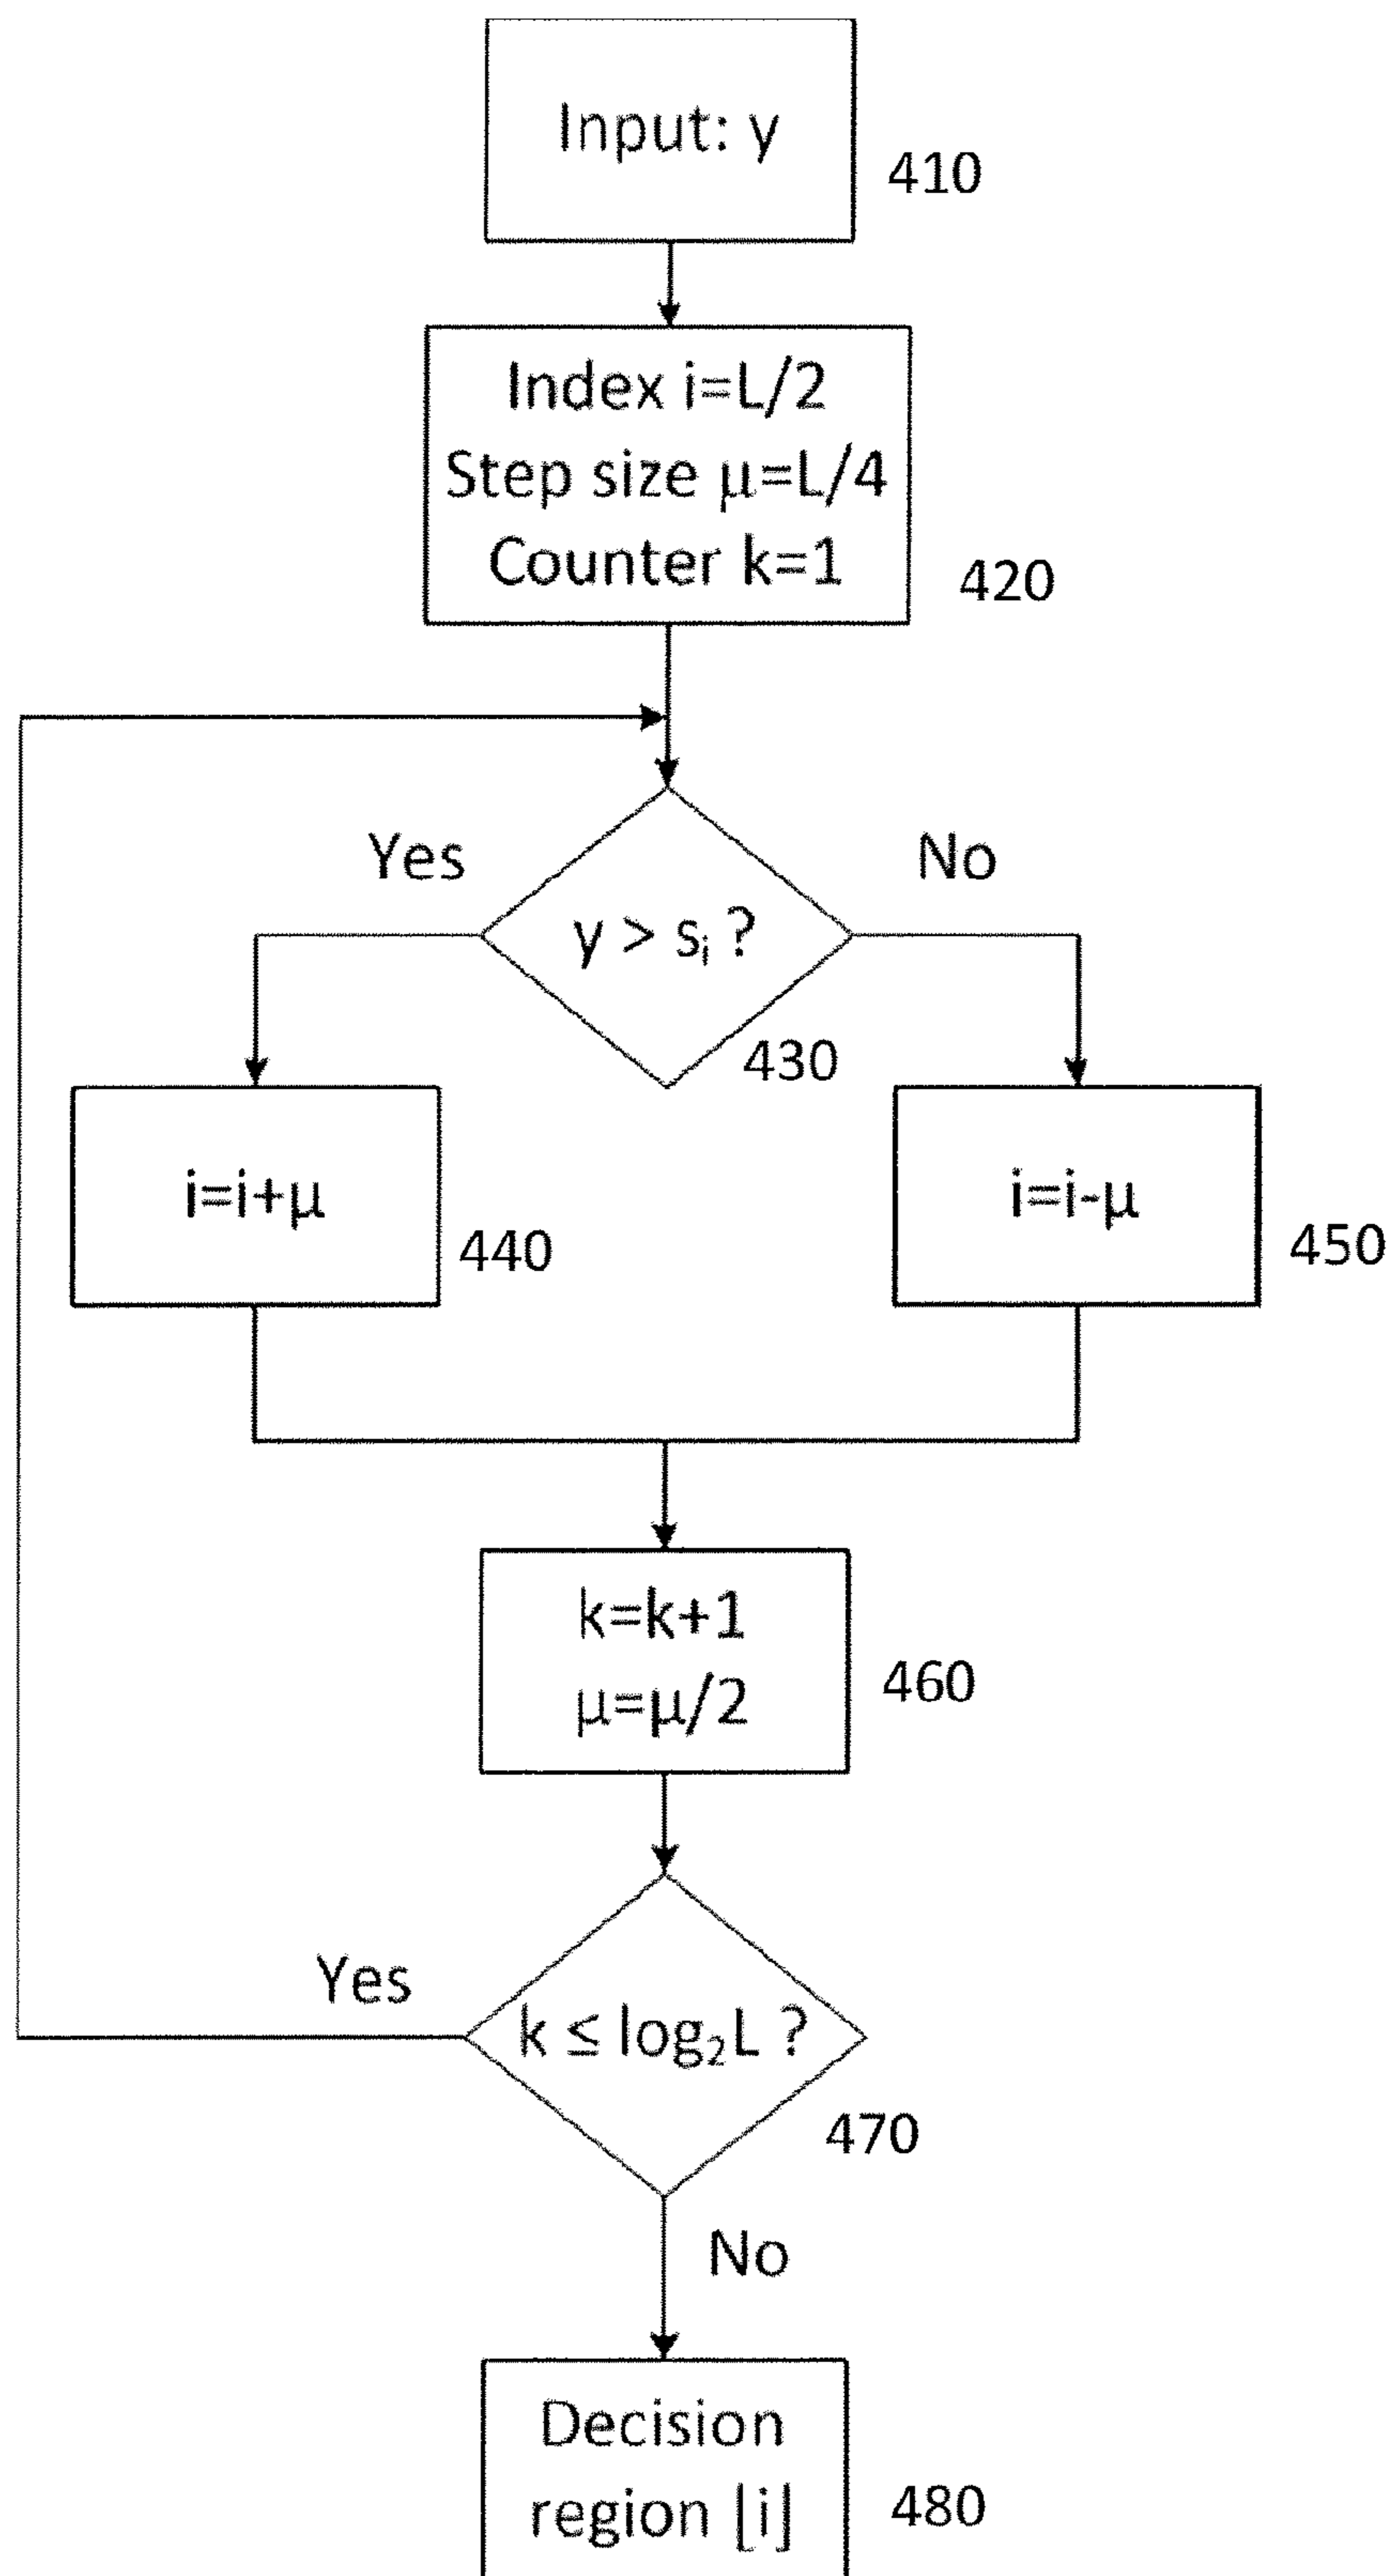 Input: y
410
Index i=L/2
Step size μ=L/4
Counter k=1
420
Yes
No
y > sᵢ ?
430
i=i+μ
440
i=i-μ
450
k=k+1
μ=μ/2
460
Yes
k ≤ log₂L ?
470
No
Decision
region ⌊i⌋
480